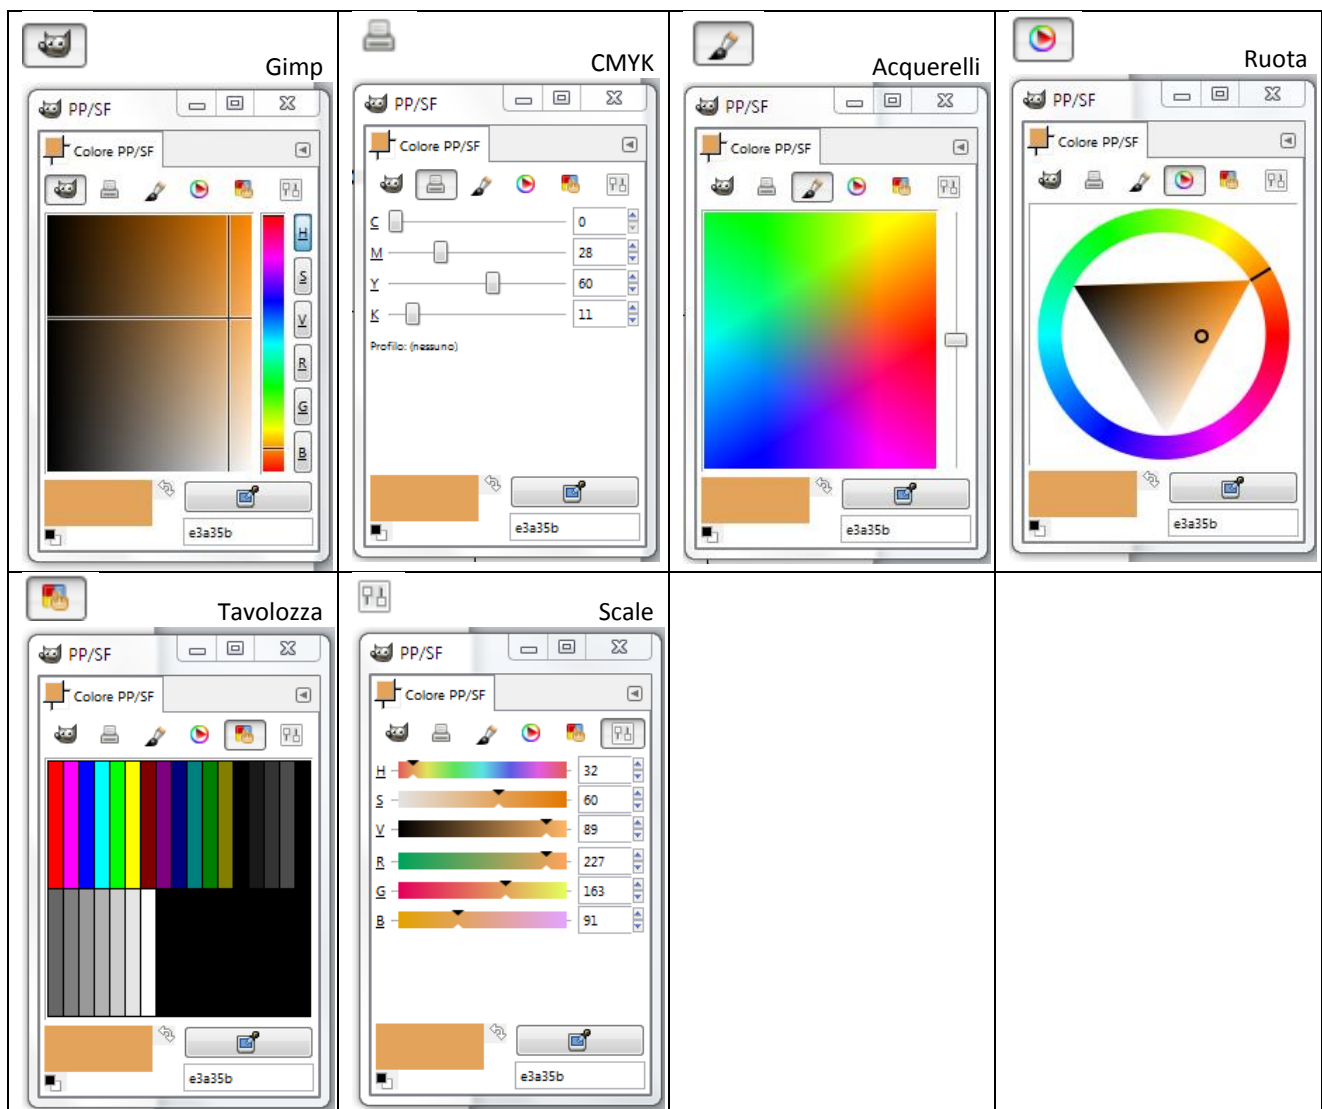 Gimp
PP/SF
Colore PP/SF
H
S
V
R
G
B
e3a35b
CMYK
PP/SF
Colore PP/SF
C 0
M 28
Y 60
K 11
Profilo: (nessuno)
e3a35b
Acquerelli
PP/SF
Colore PP/SF
e3a35b
Ruota
PP/SF
Colore PP/SF
e3a35b
Tavolozza
PP/SF
Colore PP/SF
e3a35b
Scale
PP/SF
Colore PP/SF
H 32
S 60
V 89
R 227
G 163
B 91
e3a35b